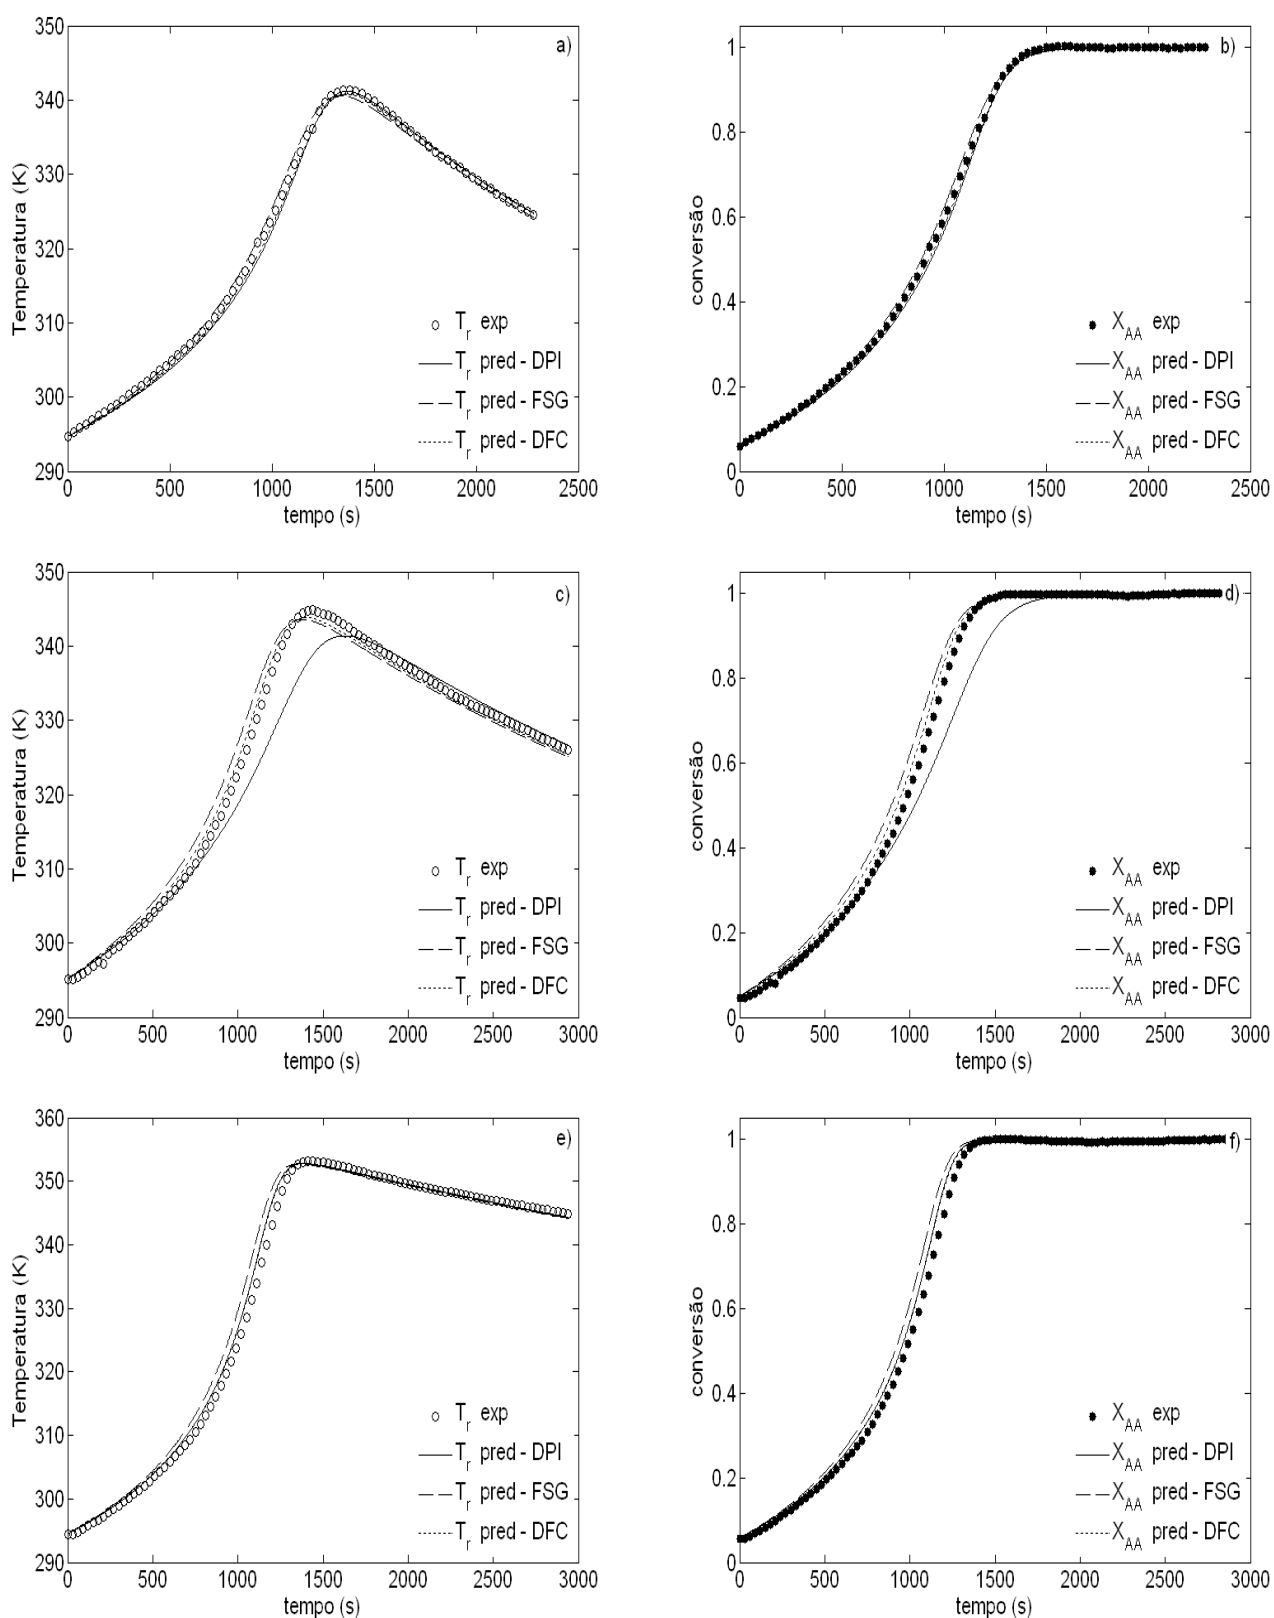 a)
Temperatura (K)
350
340
330
320
310
300
290
T_r exp
T_r pred - DPI
T_r pred - FSG
T_r pred - DFC
0 500 1000 1500 2000 2500
tempo (s)
b)
conversão
1
0.8
0.6
0.4
0.2
0
X_AA exp
X_AA pred - DPI
X_AA pred - FSG
X_AA pred - DFC
0 500 1000 1500 2000 2500
tempo (s)
c)
Temperatura (K)
350
340
330
320
310
300
290
T_r exp
T_r pred - DPI
T_r pred - FSG
T_r pred - DFC
0 500 1000 1500 2000 2500 3000
tempo (s)
d)
conversão
1
0.8
0.6
0.4
0.2
0
X_AA exp
X_AA pred - DPI
X_AA pred - FSG
X_AA pred - DFC
0 500 1000 1500 2000 2500 3000
tempo (s)
e)
Temperatura (K)
360
350
340
330
320
310
300
290
T_r exp
T_r pred - DPI
T_r pred - FSG
T_r pred - DFC
0 500 1000 1500 2000 2500 3000
tempo (s)
f)
conversão
1
0.8
0.6
0.4
0.2
0
X_AA exp
X_AA pred - DPI
X_AA pred - FSG
X_AA pred - DFC
0 500 1000 1500 2000 2500 3000
tempo (s)